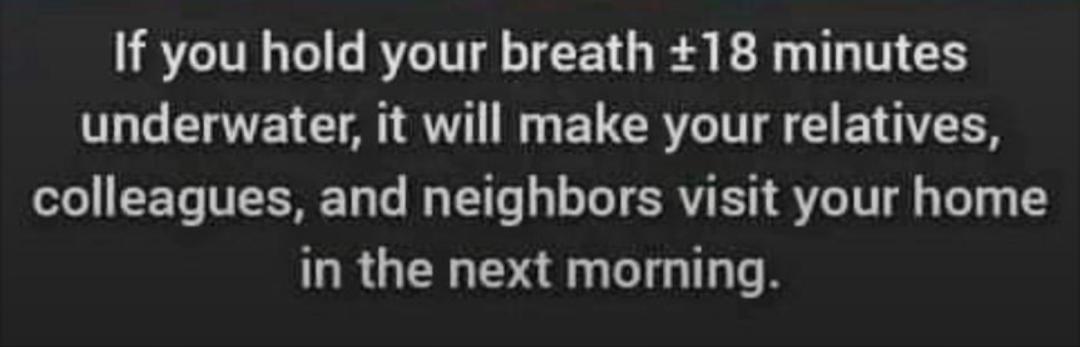 If you hold your breath ±18 minutes
underwater, it will make your relatives,
colleagues, and neighbors visit your home
in the next morning.